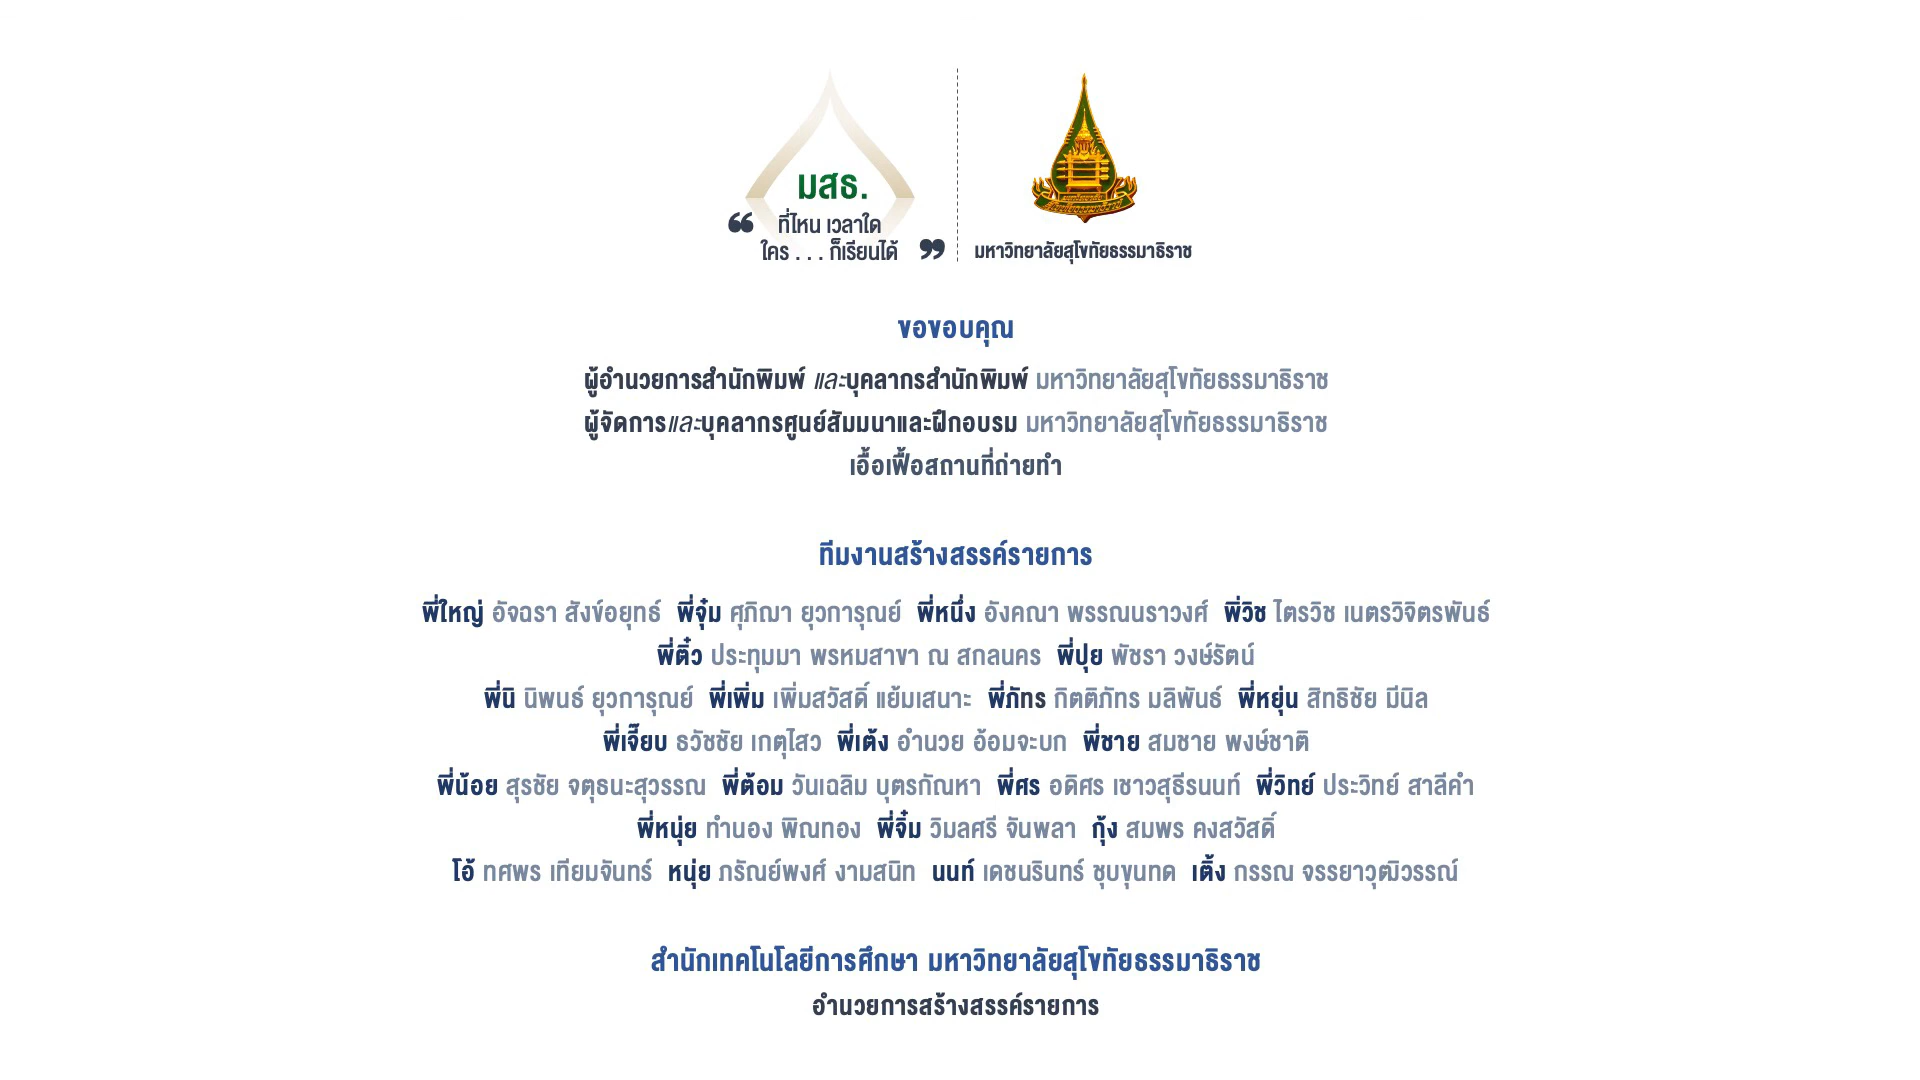 มสธ.
❝ ที่ไหน เวลาใด
ใคร . . . ก็เรียนได้ ❞
มหาวิทยาลัยสุโขทัยธรรมาธิราช
ขอขอบคุณ
ผู้อำนวยการสำนักพิมพ์ และบุคลากรสำนักพิมพ์ มหาวิทยาลัยสุโขทัยธรรมาธิราช
ผู้จัดการและบุคลากรศูนย์สัมมนาและฝึกอบรม มหาวิทยาลัยสุโขทัยธรรมาธิราช
เอื้อเฟื้อสถานที่ถ่ายทำ
ทีมงานสร้างสรรค์รายการ
พี่ใหญ่ อัจฉรา สังข์อยุทธ์ พี่จุ๋ม ศุภิฌา ยุวการุณย์ พี่หนึ่ง อังคณา พรรณนราวงศ์ พี่วิช ไตรวิช เนตรวิจิตรพันธ์
พี่ติ๋ว ประทุมมา พรหมสาขา ณ สกลนคร พี่ปุย พัชรา วงษ์รัตน์
พี่นิ นิพนธ์ ยุวการุณย์ พี่เพิ่ม เพิ่มสวัสดิ์ แย้มเสนาะ พี่ภัทร กิตติภัทร มลิพันธ์ พี่หยุ่น สิทธิชัย มีนิล
พี่เจี๊ยบ ธวัชชัย เกตุไสว พี่เต้ง อำนวย อ้อมจะบก พี่ชาย สมชาย พงษ์ชาติ
พี่น้อย สุรชัย จตุธนะสุวรรณ พี่ต้อม วันเฉลิม บุตรกัณหา พี่ศร อดิศร เชาวสุธีรนนท์ พี่วิทย์ ประวิทย์ สาลีคำ
พี่หนุ่ย ทำนอง พิณทอง พี่จิ๋ม วิมลศรี จันพลา กุ้ง สมพร คงสวัสดิ์
โอ้ ทศพร เทียมจันทร์ หนุ่ย ภรัณย์พงศ์ งามสนิท นนท์ เดชนรินทร์ ชุบขุนทด เติ้ง กรรณ จรรยาวุฒิวรรณ์
สำนักเทคโนโลยีการศึกษา มหาวิทยาลัยสุโขทัยธรรมาธิราช
อำนวยการสร้างสรรค์รายการ